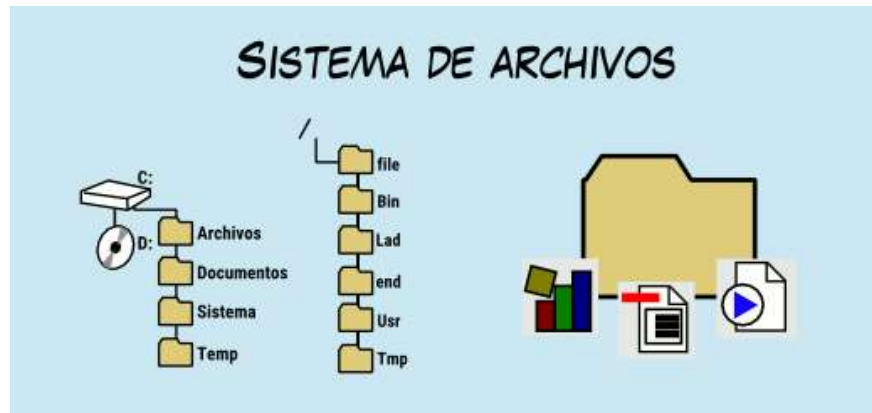 SISTEMA DE ARCHIVOS
/
C:
D:
Archivos
Documentos
Sistema
Temp
file
Bin
Lad
end
Usr
Tmp